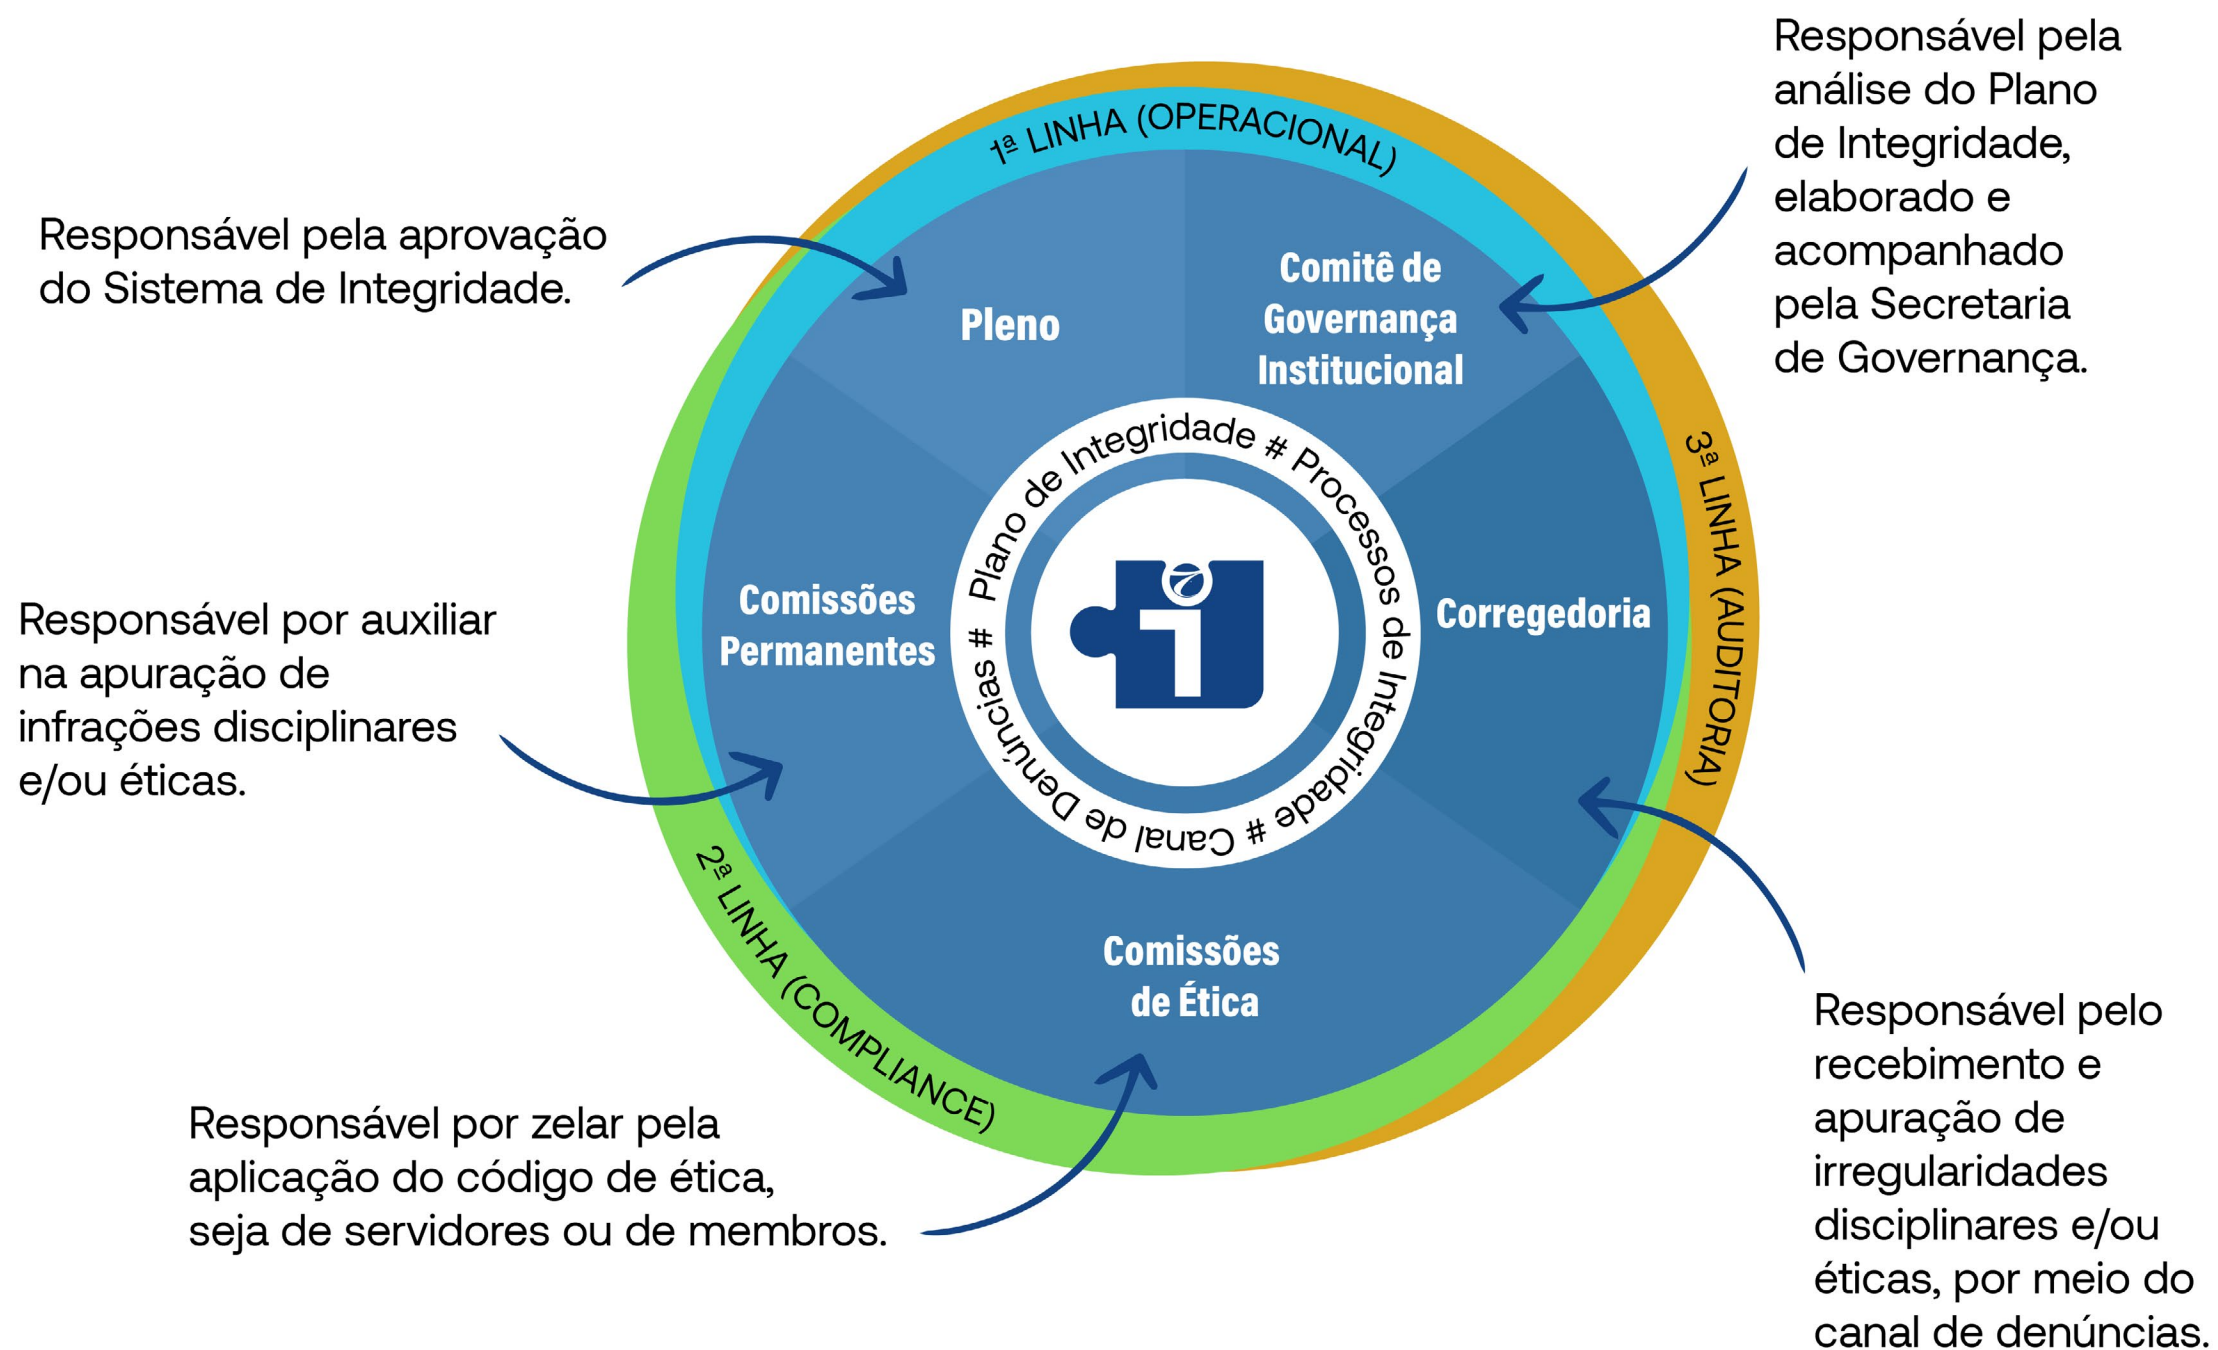 Responsável pela aprovação
do Sistema de Integridade.
Responsável pela
análise do Plano
de Integridade,
elaborado e
acompanhado
pela Secretaria
de Governança.
1ª LINHA (OPERACIONAL)
Pleno
Comitê de
Governança
Institucional
3ª LINHA (AUDITORIA)
Plano de Integridade # Processos de Integridade # Canal de Denúncias #
i
Comissões
Permanentes
Corregedoria
Responsável por auxiliar
na apuração de
infrações disciplinares
e/ou éticas.
2ª LINHA (COMPLIANCE)
Comissões
de Ética
Responsável por zelar pela
aplicação do código de ética,
seja de servidores ou de membros.
Responsável pelo
recebimento e
apuração de
irregularidades
disciplinares e/ou
éticas, por meio do
canal de denúncias.